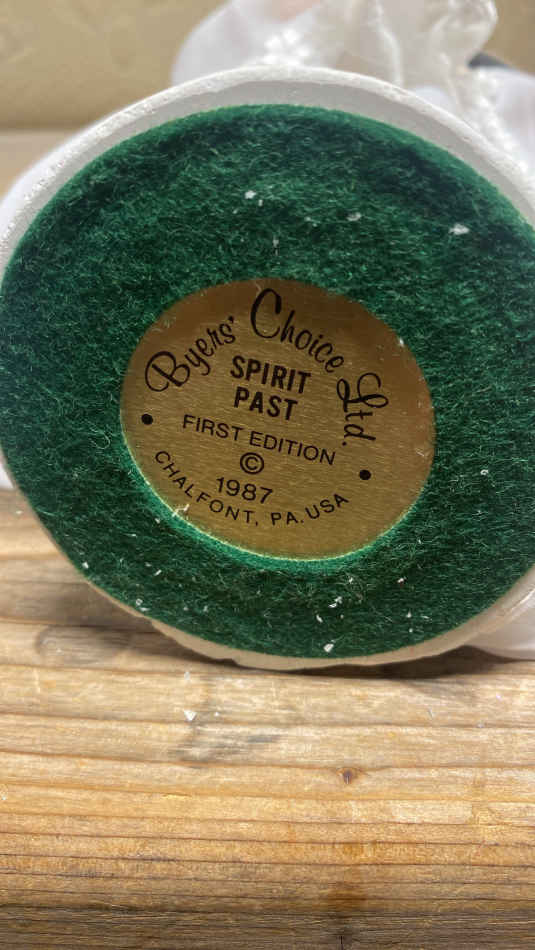 Byers' Choice Ltd.
SPIRIT
PAST
FIRST EDITION
©
1987
CHALFONT, PA. USA